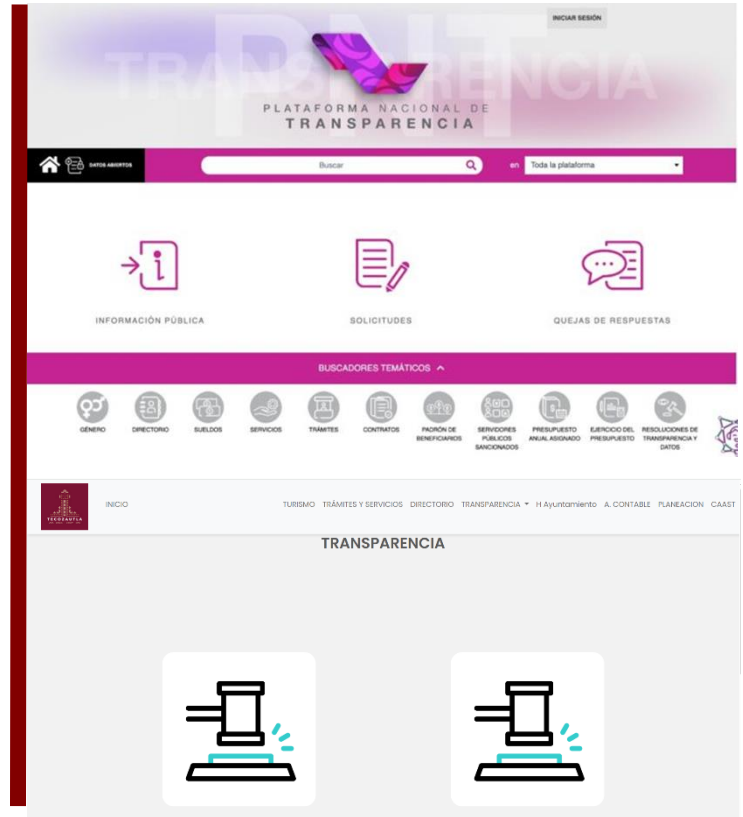 INICIAR SESIÓN
PNT
TRANSPARENCIA
PLATAFORMA NACIONAL DE
TRANSPARENCIA
DATOS ABIERTOS
Buscar
en
Toda la plataforma
INFORMACIÓN PÚBLICA
SOLICITUDES
QUEJAS DE RESPUESTAS
BUSCADORES TEMÁTICOS
GÉNERO
DIRECTORIO
SUELDOS
SERVICIOS
TRÁMITES
CONTRATOS
PADRÓN DE
BENEFICIARIOS
SERVIDORES
PÚBLICOS
SANCIONADOS
PRESUPUESTO
ANUAL ASIGNADO
EJERCICIO DEL
PRESUPUESTO
RESOLUCIONES DE
TRANSPARENCIA Y
DATOS
TECOZAUTLA
INICIO
TURISMO
TRÁMITES Y SERVICIOS
DIRECTORIO
TRANSPARENCIA
H Ayuntamiento
A. CONTABLE
PLANEACION
CAAST
TRANSPARENCIA